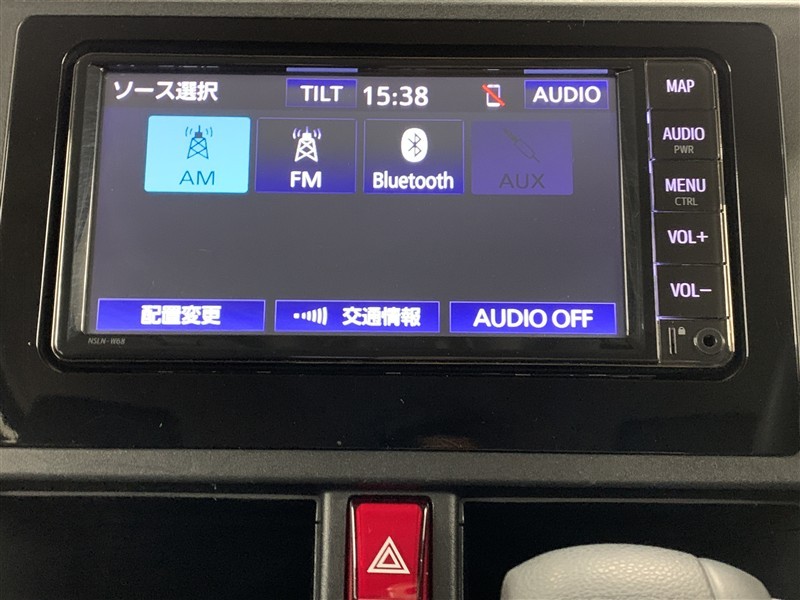 ソース選択 TILT 15:38 AUDIO
AM FM Bluetooth AUX
配置変更 交通情報 AUDIO OFF
NSLN-W68
MAP
AUDIO
PWR
MENU
CTRL
VOL+
VOL-